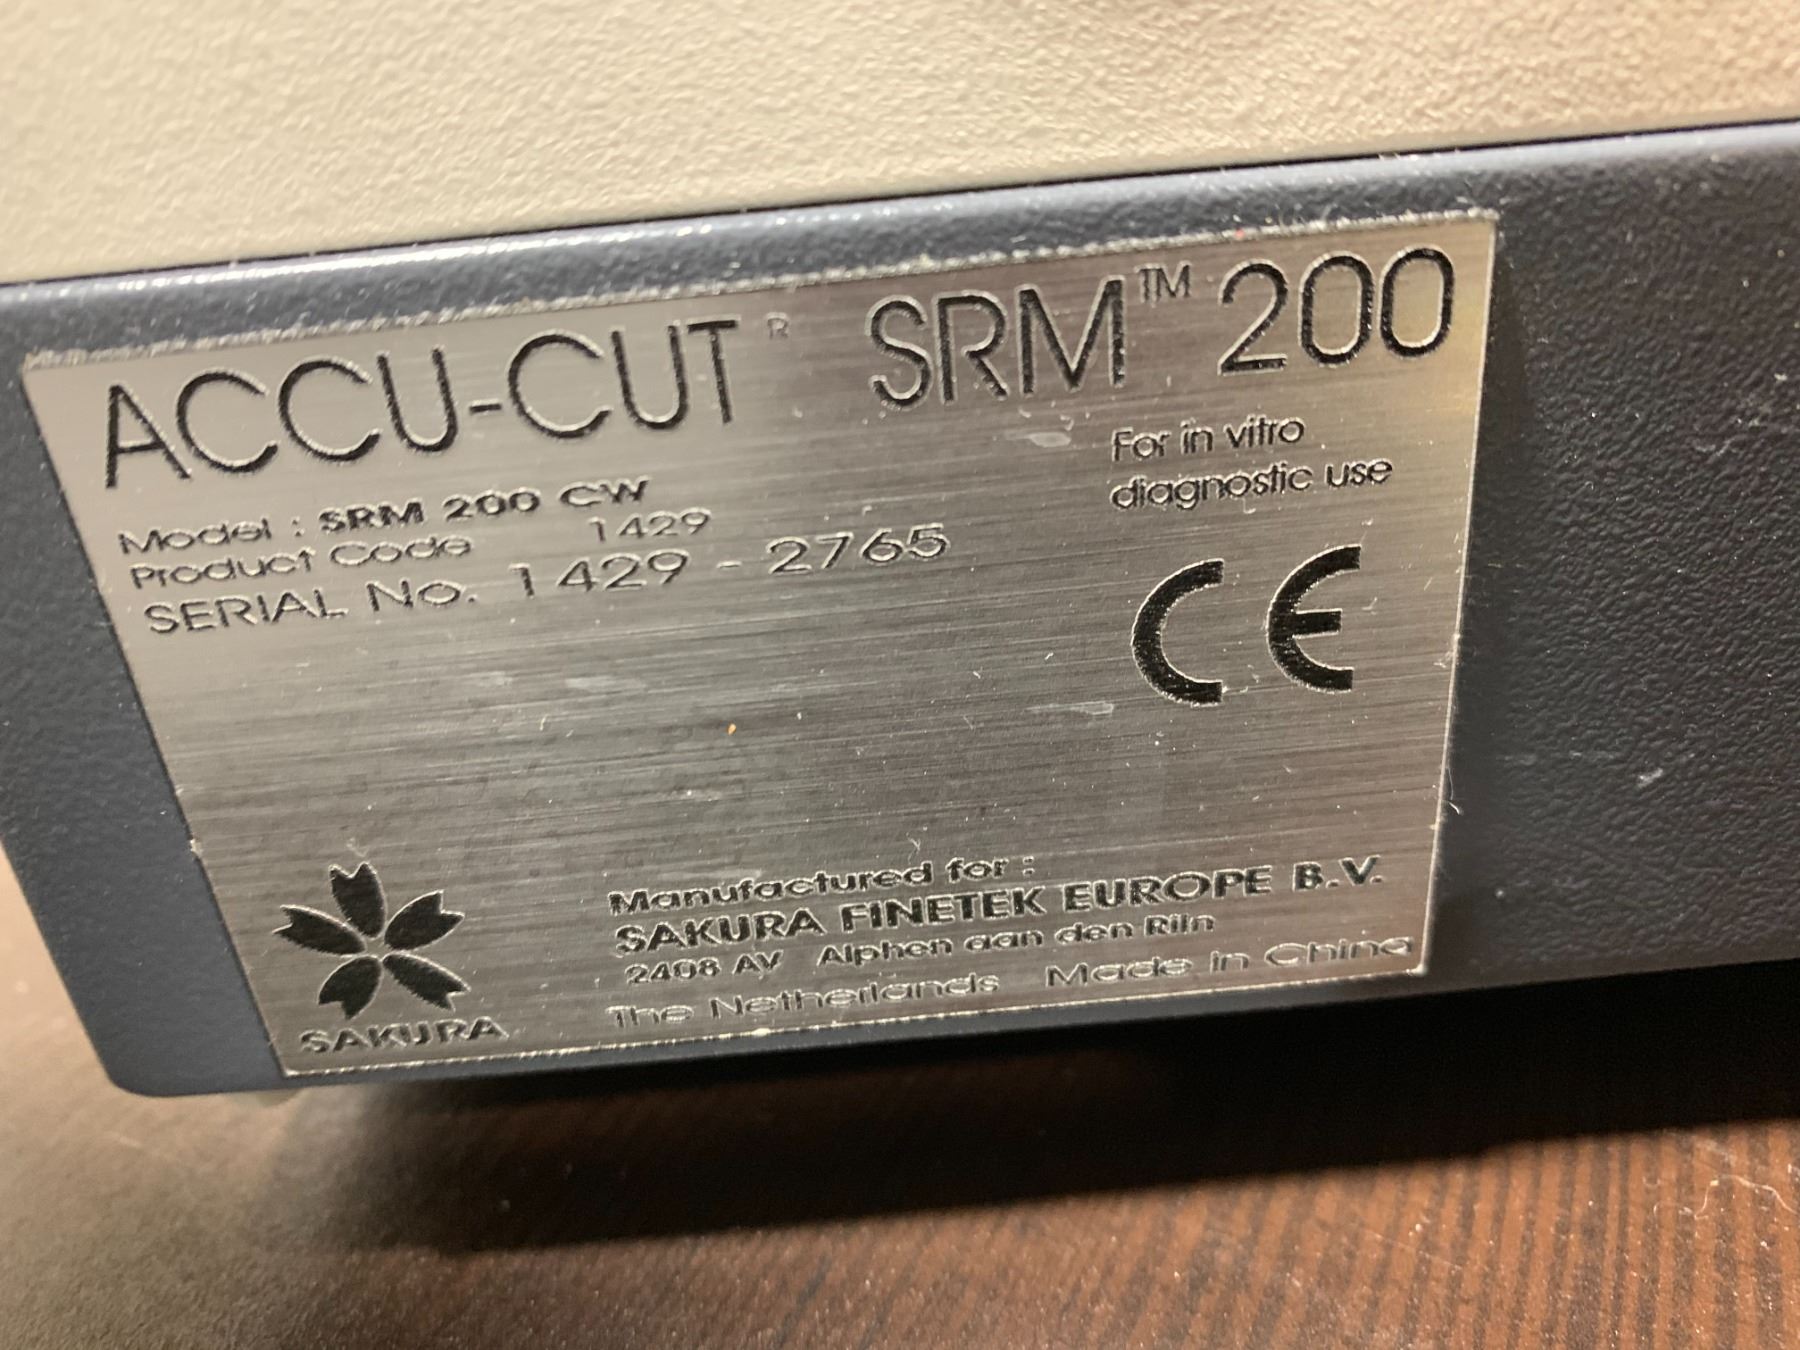 ACCU-CUT® SRM™ 200
For in vitro
diagnostic use
Model : SRM 200 CW
Product Code 1429
SERIAL No. 1429 - 2765
CE
Manufactured for :
SAKURA FINETEK EUROPE B.V.
2408 AV Alphen aan den Rijn
The Netherlands Made in China
SAKURA